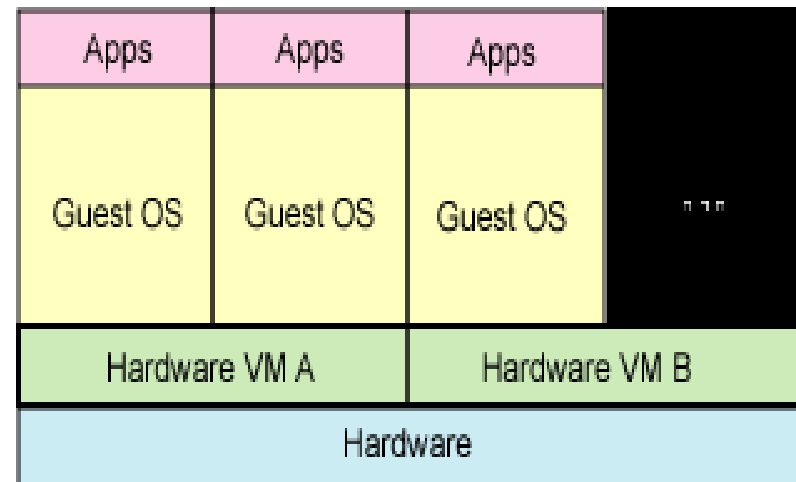 Apps Apps Apps
Guest OS Guest OS Guest OS ...
Hardware VM A Hardware VM B
Hardware